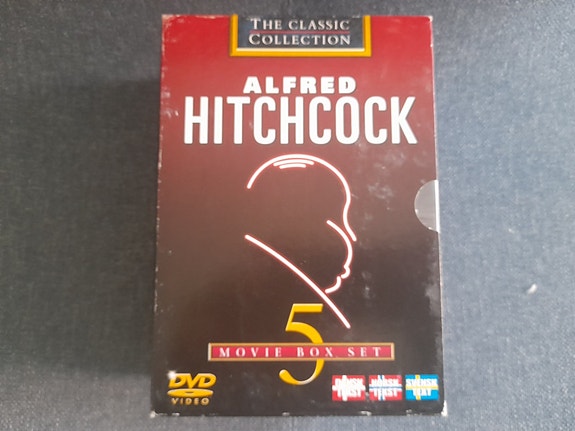 THE CLASSIC
COLLECTION
ALFRED
HITCHCOCK
5
MOVIE BOX SET
DVD
VIDEO
DANSK TEKST
NORSK TEKST
SVENSK TEXT